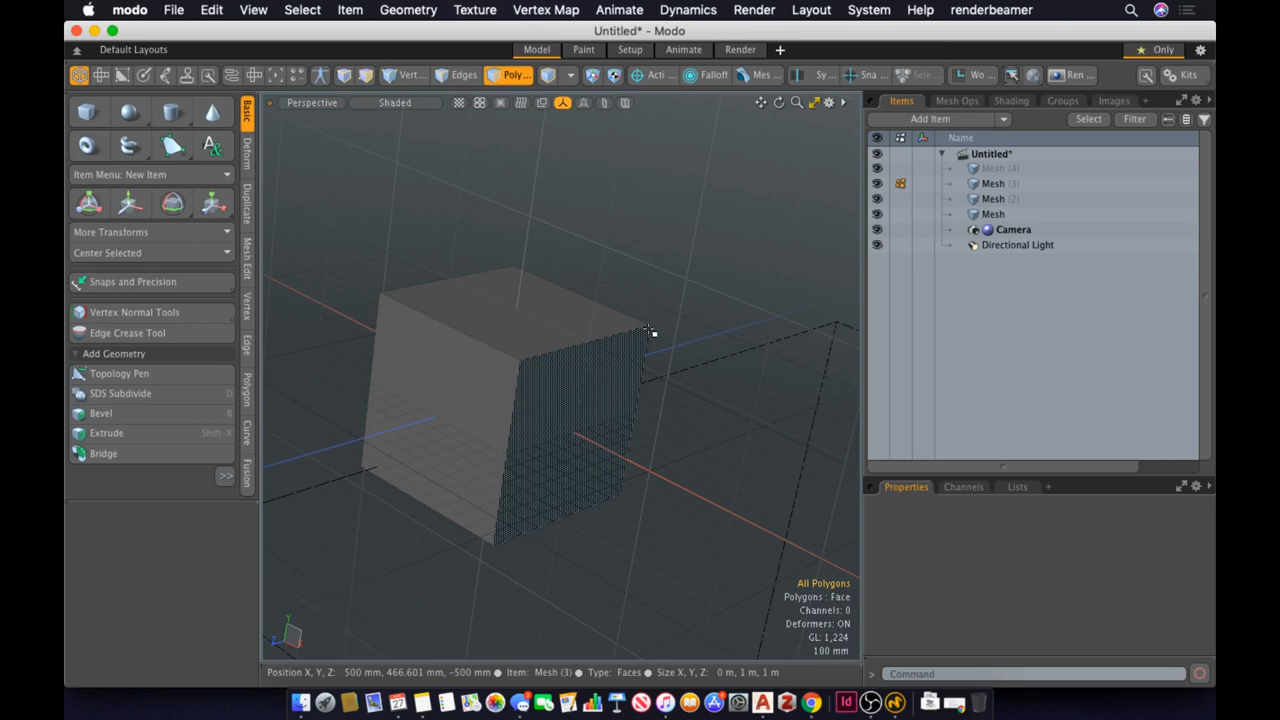 modo File Edit View Select Item Geometry Texture Vertex Map Animate Dynamics Render Layout System Help renderbeamer
Untitled* - Modo
Default Layouts Model Paint Setup Animate Render + Only
Vert... Edges Poly... Acti ... Falloff Mes ... Sy... Sna ... Sele ... Wo ... Ren ... Kits
Perspective Shaded
Items Mesh Ops Shading Groups Images +
Add Item Select Filter
Name
Untitled*
Mesh (4)
Mesh (3)
Mesh (2)
Mesh
Camera
Directional Light
Item Menu: New Item
More Transforms
Center Selected
Snaps and Precision
Vertex Normal Tools
Edge Crease Tool
Add Geometry
Topology Pen
SDS Subdivide D
Bevel B
Extrude Shift-X
Bridge
>>
Basic
Deform
Duplicate
Mesh Edit
Vertex
Edge
Polygon
Curve
Fusion
Properties Channels Lists +
All Polygons
Polygons : Face
Channels: 0
Deformers: ON
GL: 1,224
100 mm
Y
Z
Position X, Y, Z: 500 mm, 466.601 mm, -500 mm Item: Mesh (3) Type: Faces Size X, Y, Z: 0 m, 1 m, 1 m
> Command
27
Id